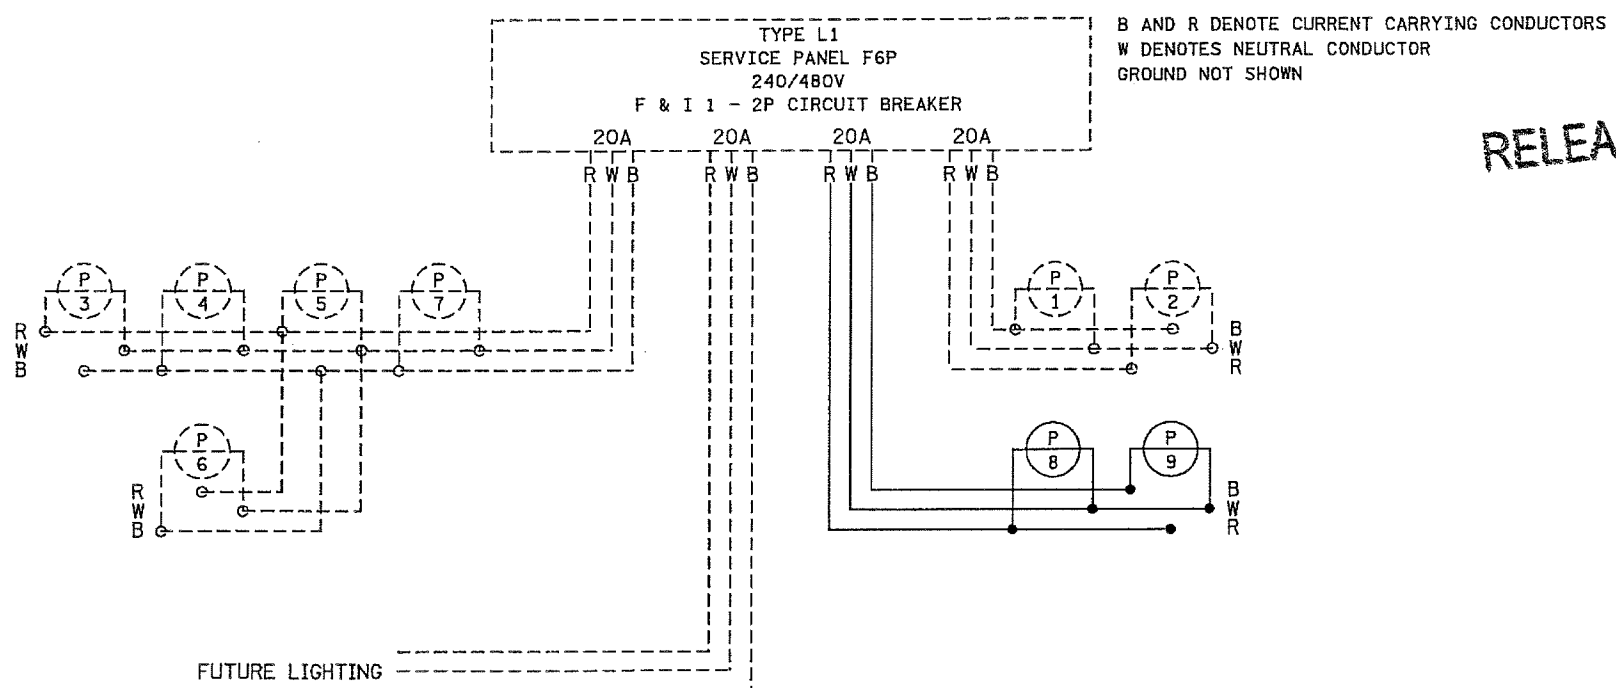 TYPE L1
SERVICE PANEL F6P
240/480V
F & I 1 - 2P CIRCUIT BREAKER
20A 20A 20A 20A
B AND R DENOTE CURRENT CARRYING CONDUCTORS
W DENOTES NEUTRAL CONDUCTOR
GROUND NOT SHOWN
RELEA
R W B R W B R W B R W B
P 3
P 4
P 5
P 7
P 1
P 2
R
W
B
B
W
R
P 6
P 8
P 9
R
W
B
B
W
R
FUTURE LIGHTING